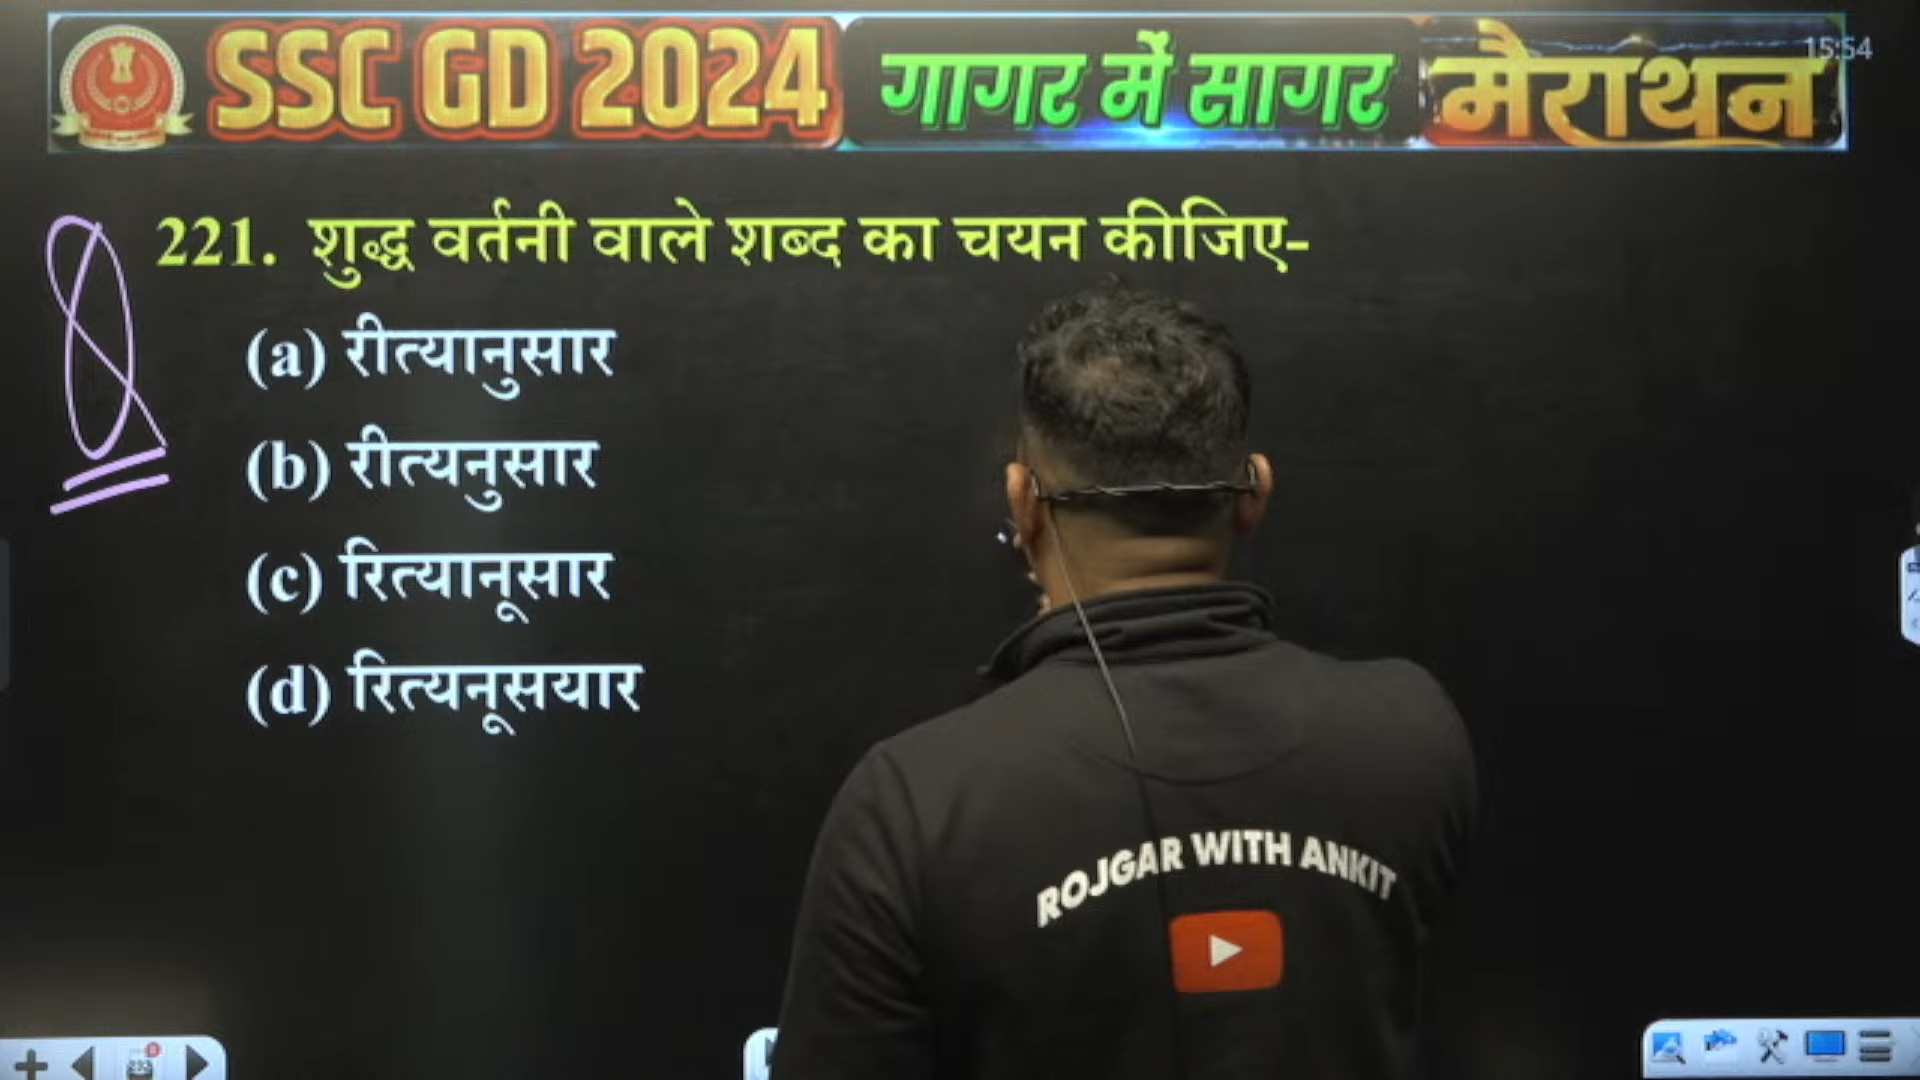 SSC GD 2024 गागर में सागर मैराथन
15:54
221. शुद्ध वर्तनी वाले शब्द का चयन कीजिए-
(a) रीत्यानुसार
(b) रीत्यनुसार
(c) रित्यानूसार
(d) रित्यनूसयार
ROJGAR WITH ANKIT